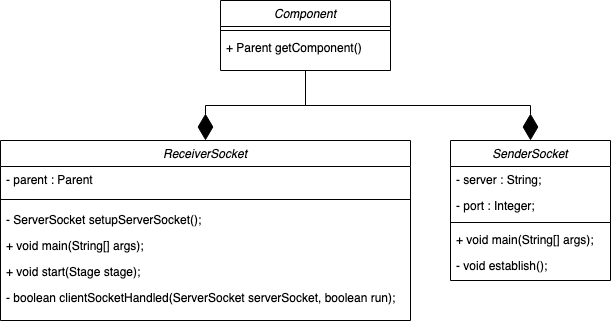 Component
+ Parent getComponent()
ReceiverSocket
- parent : Parent
- ServerSocket setupServerSocket();
+ void main(String[] args);
+ void start(Stage stage);
- boolean clientSocketHandled(ServerSocket serverSocket, boolean run);
SenderSocket
- server : String;
- port : Integer;
+ void main(String[] args);
- void establish();